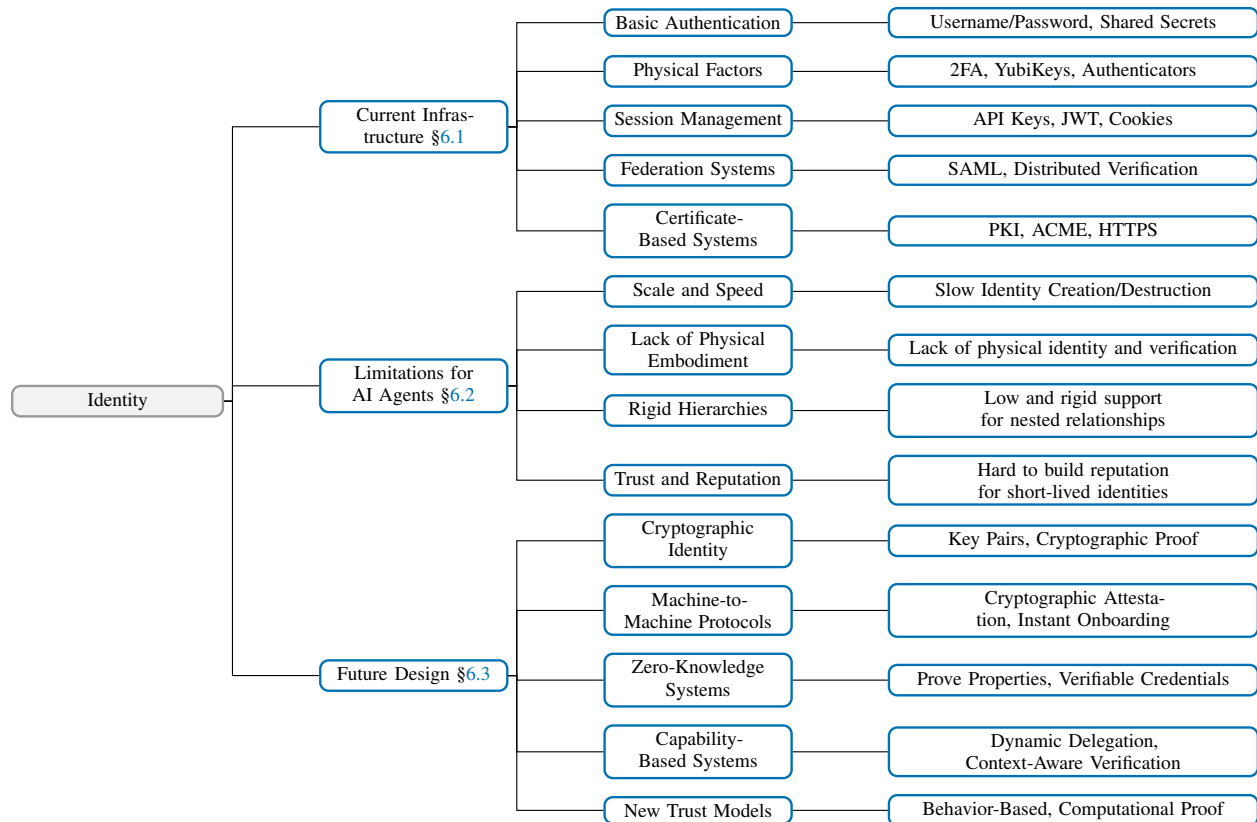 Identity
Current Infras-
tructure §6.1
Basic Authentication
Username/Password, Shared Secrets
Physical Factors
2FA, YubiKeys, Authenticators
Session Management
API Keys, JWT, Cookies
Federation Systems
SAML, Distributed Verification
Certificate-
Based Systems
PKI, ACME, HTTPS
Limitations for
AI Agents §6.2
Scale and Speed
Slow Identity Creation/Destruction
Lack of Physical
Embodiment
Lack of physical identity and verification
Rigid Hierarchies
Low and rigid support
for nested relationships
Trust and Reputation
Hard to build reputation
for short-lived identities
Future Design §6.3
Cryptographic
Identity
Key Pairs, Cryptographic Proof
Machine-to-
Machine Protocols
Cryptographic Attesta-
tion, Instant Onboarding
Zero-Knowledge
Systems
Prove Properties, Verifiable Credentials
Capability-
Based Systems
Dynamic Delegation,
Context-Aware Verification
New Trust Models
Behavior-Based, Computational Proof